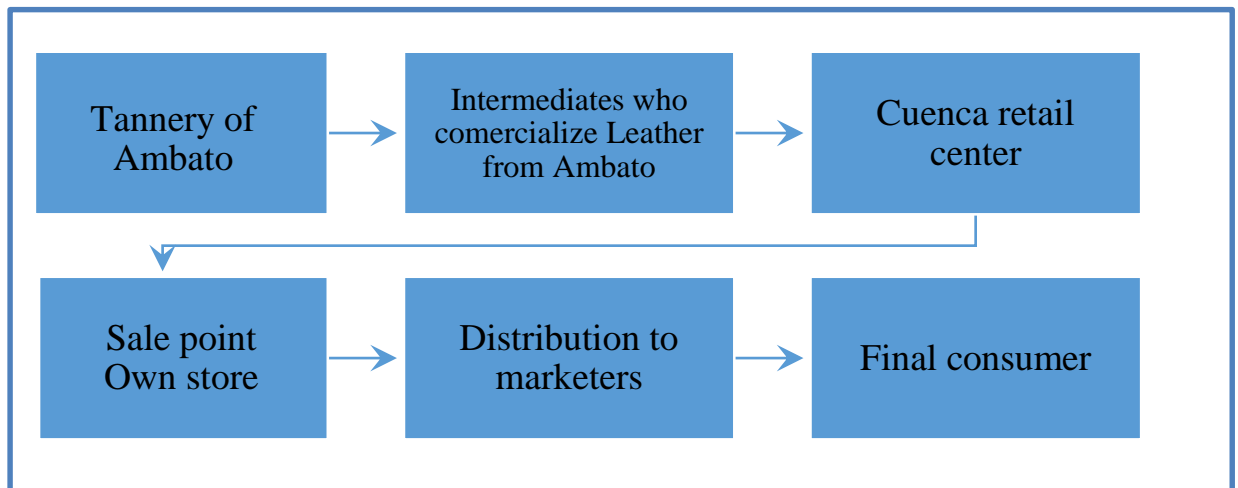 Tannery of
Ambato
Intermediates who
comercialize Leather
from Ambato
Cuenca retail
center
Sale point
Own store
Distribution to
marketers
Final consumer